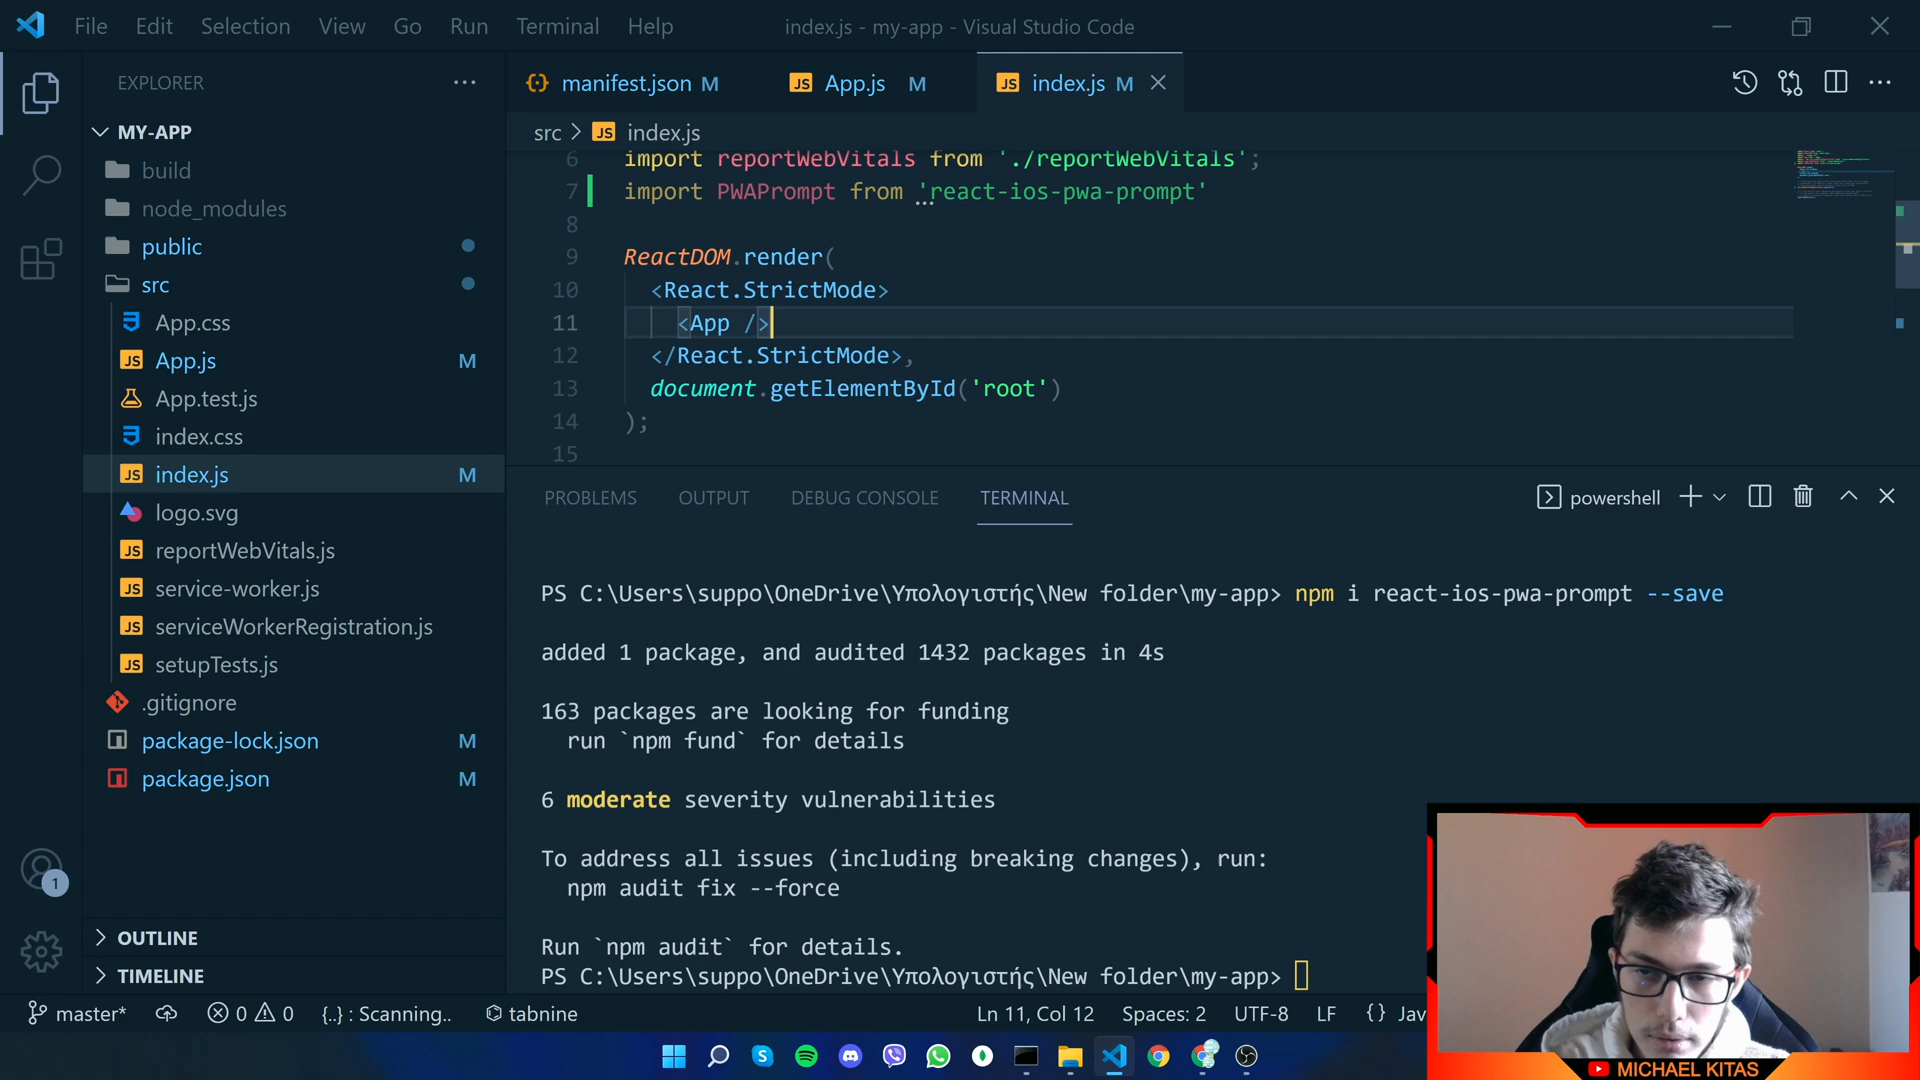 File Edit Selection View Go Run Terminal Help index.js - my-app - Visual Studio Code
EXPLORER
MY-APP
build
node_modules
public
src
App.css
App.js M
App.test.js
index.css
index.js M
logo.svg
reportWebVitals.js
service-worker.js
serviceWorkerRegistration.js
setupTests.js
.gitignore
package-lock.json M
package.json M
OUTLINE
TIMELINE
1
manifest.json M App.js M index.js M
src > index.js
6 import reportWebVitals from './reportWebVitals';
7 import PWAPrompt from 'react-ios-pwa-prompt'
8
9 ReactDOM.render(
10 <React.StrictMode>
11 <App />
12 </React.StrictMode>,
13 document.getElementById('root')
14 );
15
PROBLEMS OUTPUT DEBUG CONSOLE TERMINAL powershell
PS C:\Users\suppo\OneDrive\Υπολογιστής\New folder\my-app> npm i react-ios-pwa-prompt --save
added 1 package, and audited 1432 packages in 4s
163 packages are looking for funding
run `npm fund` for details
6 moderate severity vulnerabilities
To address all issues (including breaking changes), run:
npm audit fix --force
Run `npm audit` for details.
PS C:\Users\suppo\OneDrive\Υπολογιστής\New folder\my-app>
master* 0 0 {..} : Scanning.. tabnine Ln 11, Col 12 Spaces: 2 UTF-8 LF {} Jav
MICHAEL KITAS